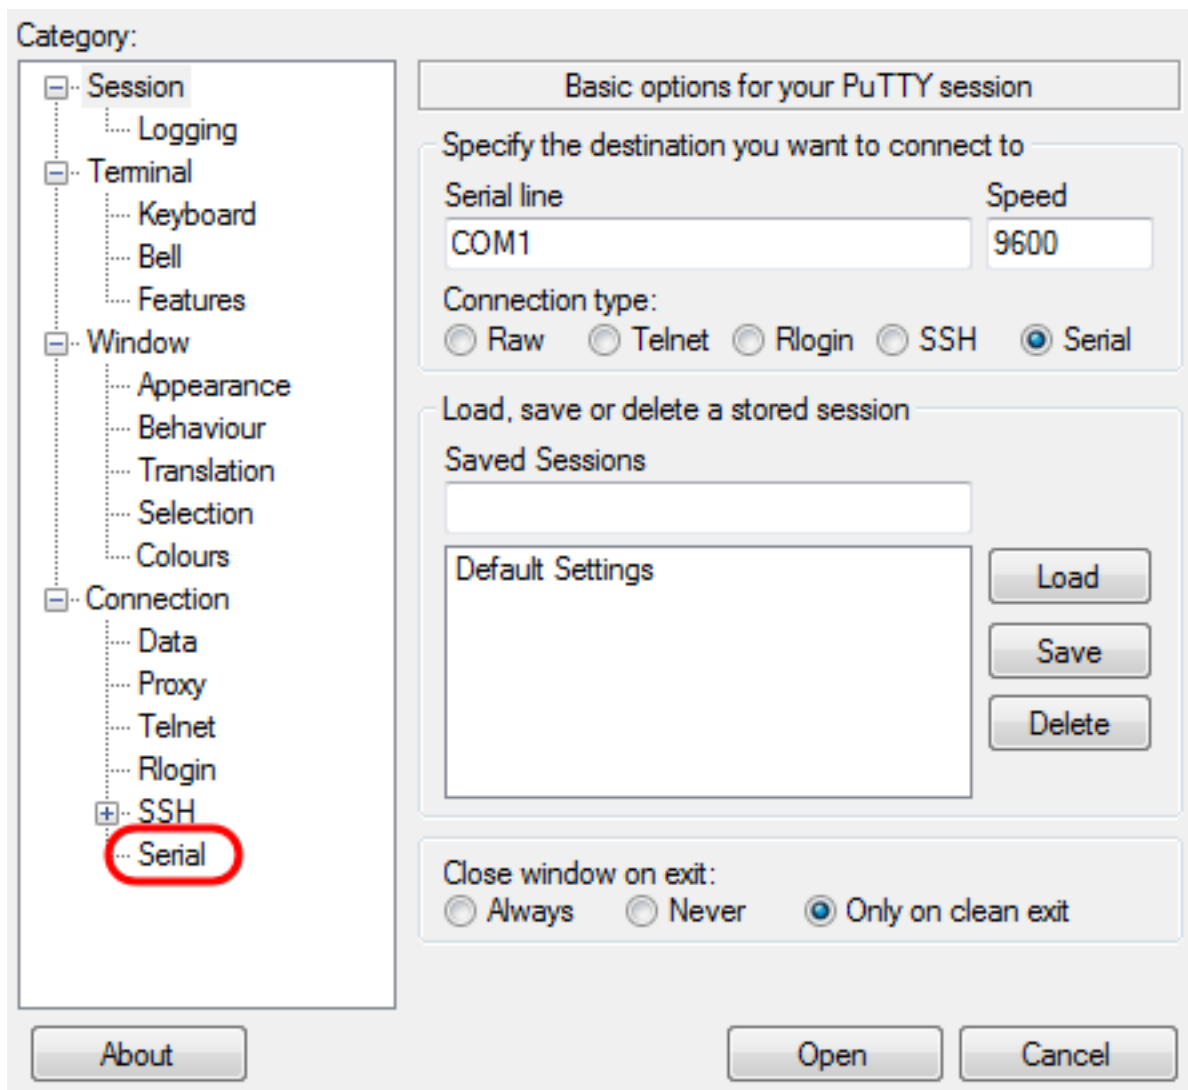 Category:
Session
Logging
Terminal
Keyboard
Bell
Features
Window
Appearance
Behaviour
Translation
Selection
Colours
Connection
Data
Proxy
Telnet
Rlogin
SSH
Serial
Basic options for your PuTTY session
Specify the destination you want to connect to
Serial line Speed
COM1 9600
Connection type:
Raw Telnet Rlogin SSH Serial
Load, save or delete a stored session
Saved Sessions
Default Settings
Load
Save
Delete
Close window on exit:
Always Never Only on clean exit
About Open Cancel